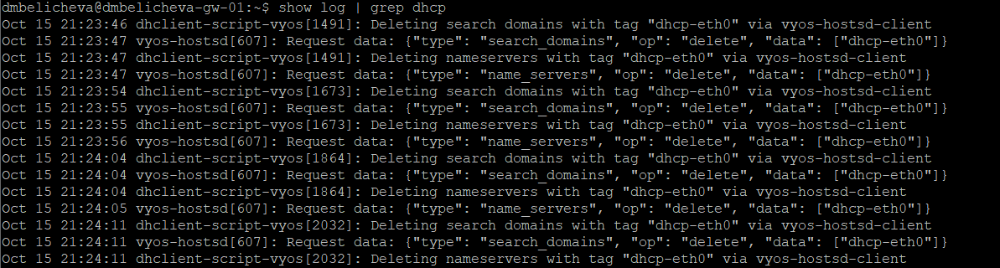 dmbelicheva@dmbelicheva-gw-01:~$ show log | grep dhcp
Oct 15 21:23:46 dhclient-script-vyos[1491]: Deleting search domains with tag "dhcp-eth0" via vyos-hostsd-client
Oct 15 21:23:47 vyos-hostsd[607]: Request data: {"type": "search_domains", "op": "delete", "data": ["dhcp-eth0"]}
Oct 15 21:23:47 dhclient-script-vyos[1491]: Deleting nameservers with tag "dhcp-eth0" via vyos-hostsd-client
Oct 15 21:23:47 vyos-hostsd[607]: Request data: {"type": "name_servers", "op": "delete", "data": ["dhcp-eth0"]}
Oct 15 21:23:54 dhclient-script-vyos[1673]: Deleting search domains with tag "dhcp-eth0" via vyos-hostsd-client
Oct 15 21:23:55 vyos-hostsd[607]: Request data: {"type": "search_domains", "op": "delete", "data": ["dhcp-eth0"]}
Oct 15 21:23:55 dhclient-script-vyos[1673]: Deleting nameservers with tag "dhcp-eth0" via vyos-hostsd-client
Oct 15 21:23:56 vyos-hostsd[607]: Request data: {"type": "name_servers", "op": "delete", "data": ["dhcp-eth0"]}
Oct 15 21:24:04 dhclient-script-vyos[1864]: Deleting search domains with tag "dhcp-eth0" via vyos-hostsd-client
Oct 15 21:24:04 vyos-hostsd[607]: Request data: {"type": "search_domains", "op": "delete", "data": ["dhcp-eth0"]}
Oct 15 21:24:04 dhclient-script-vyos[1864]: Deleting nameservers with tag "dhcp-eth0" via vyos-hostsd-client
Oct 15 21:24:05 vyos-hostsd[607]: Request data: {"type": "name_servers", "op": "delete", "data": ["dhcp-eth0"]}
Oct 15 21:24:11 dhclient-script-vyos[2032]: Deleting search domains with tag "dhcp-eth0" via vyos-hostsd-client
Oct 15 21:24:11 vyos-hostsd[607]: Request data: {"type": "search_domains", "op": "delete", "data": ["dhcp-eth0"]}
Oct 15 21:24:11 dhclient-script-vyos[2032]: Deleting nameservers with tag "dhcp-eth0" via vyos-hostsd-client